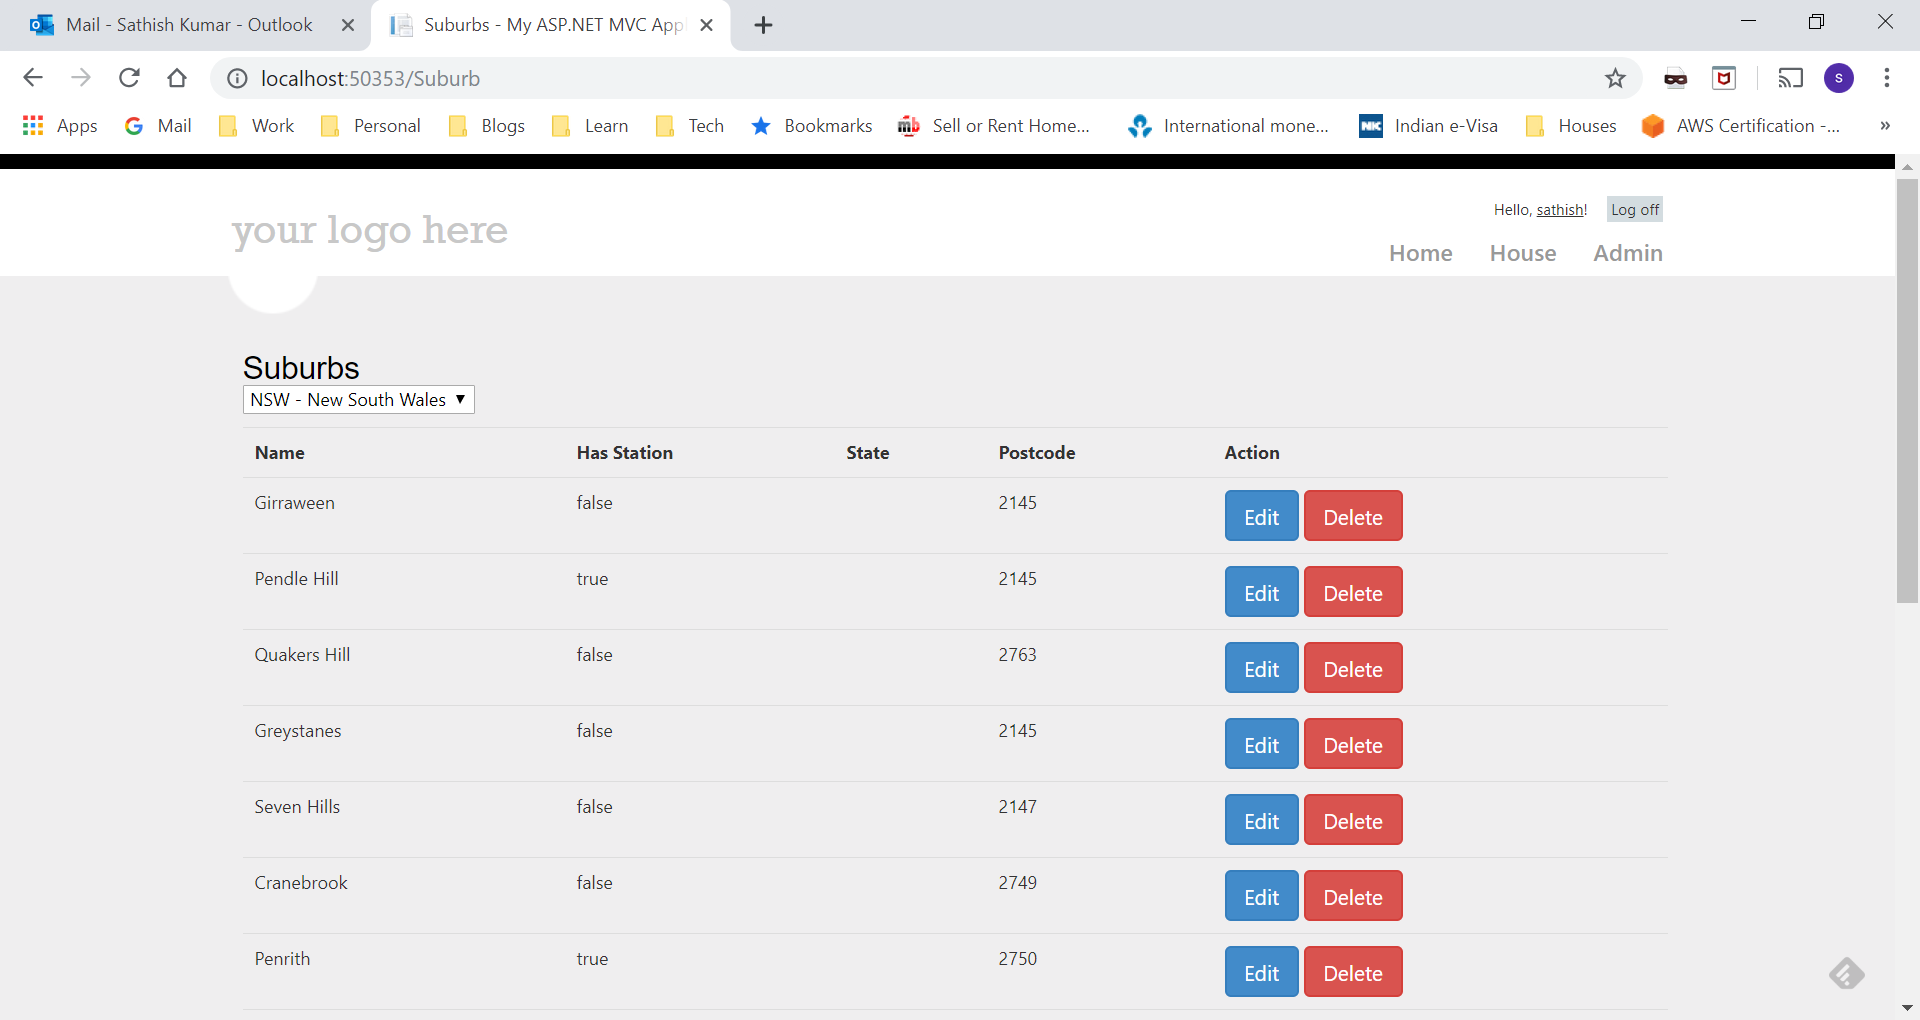 Mail - Sathish Kumar - Outlook
Suburbs - My ASP.NET MVC App
localhost:50353/Suburb
S
Apps Mail Work Personal Blogs Learn Tech Bookmarks Sell or Rent Home... International mone... Indian e-Visa Houses AWS Certification -... »
your logo here
Hello, sathish! Log off
Home House Admin
Suburbs
NSW - New South Wales
Name Has Station State Postcode Action
Girraween false 2145 Edit Delete
Pendle Hill true 2145 Edit Delete
Quakers Hill false 2763 Edit Delete
Greystanes false 2145 Edit Delete
Seven Hills false 2147 Edit Delete
Cranebrook false 2749 Edit Delete
Penrith true 2750 Edit Delete